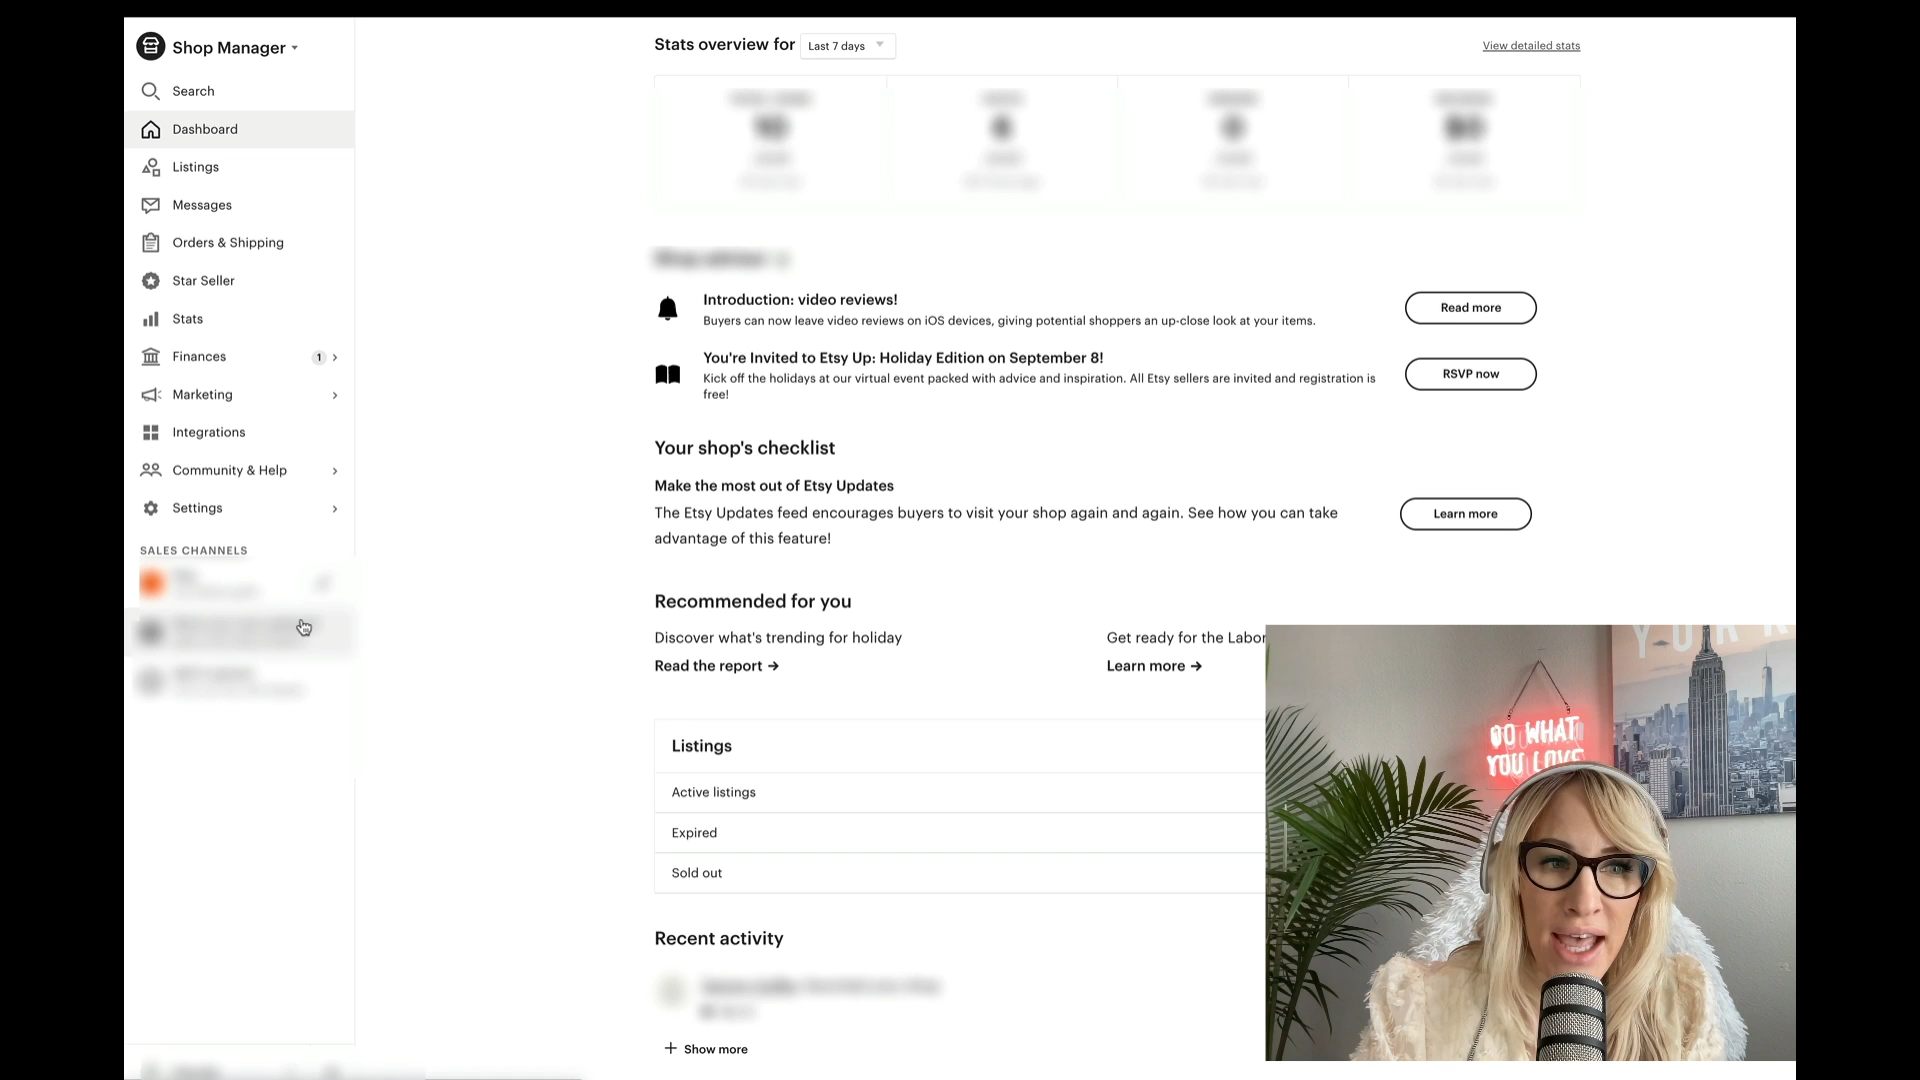 Shop Manager
Search
Dashboard
Listings
Messages
Orders & Shipping
Star Seller
Stats
Finances 1
Marketing
Integrations
Community & Help
Settings
SALES CHANNELS
Stats overview for Last 7 days
View detailed stats
Introduction: video reviews!
Buyers can now leave video reviews on iOS devices, giving potential shoppers an up-close look at your items.
Read more
You're Invited to Etsy Up: Holiday Edition on September 8!
Kick off the holidays at our virtual event packed with advice and inspiration. All Etsy sellers are invited and registration is
free!
RSVP now
Your shop's checklist
Make the most out of Etsy Updates
The Etsy Updates feed encourages buyers to visit your shop again and again. See how you can take
advantage of this feature!
Learn more
Recommended for you
Discover what's trending for holiday
Read the report →
Get ready for the Labor
Learn more →
Listings
Active listings
Expired
Sold out
Recent activity
+ Show more
DO WHAT
YOU LOVE